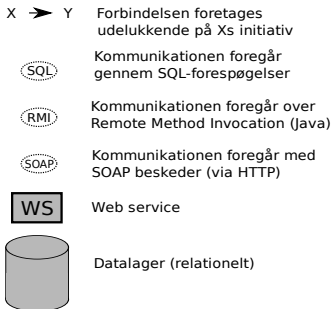 X → Y Forbindelsen foretages
udelukkende på Xs initiativ
SQL Kommunikationen foregår
gennem SQL-forespøgelser
RMI Kommunikationen foregår over
Remote Method Invocation (Java)
SOAP Kommunikationen foregår med
SOAP beskeder (via HTTP)
WS Web service
Datalager (relationelt)